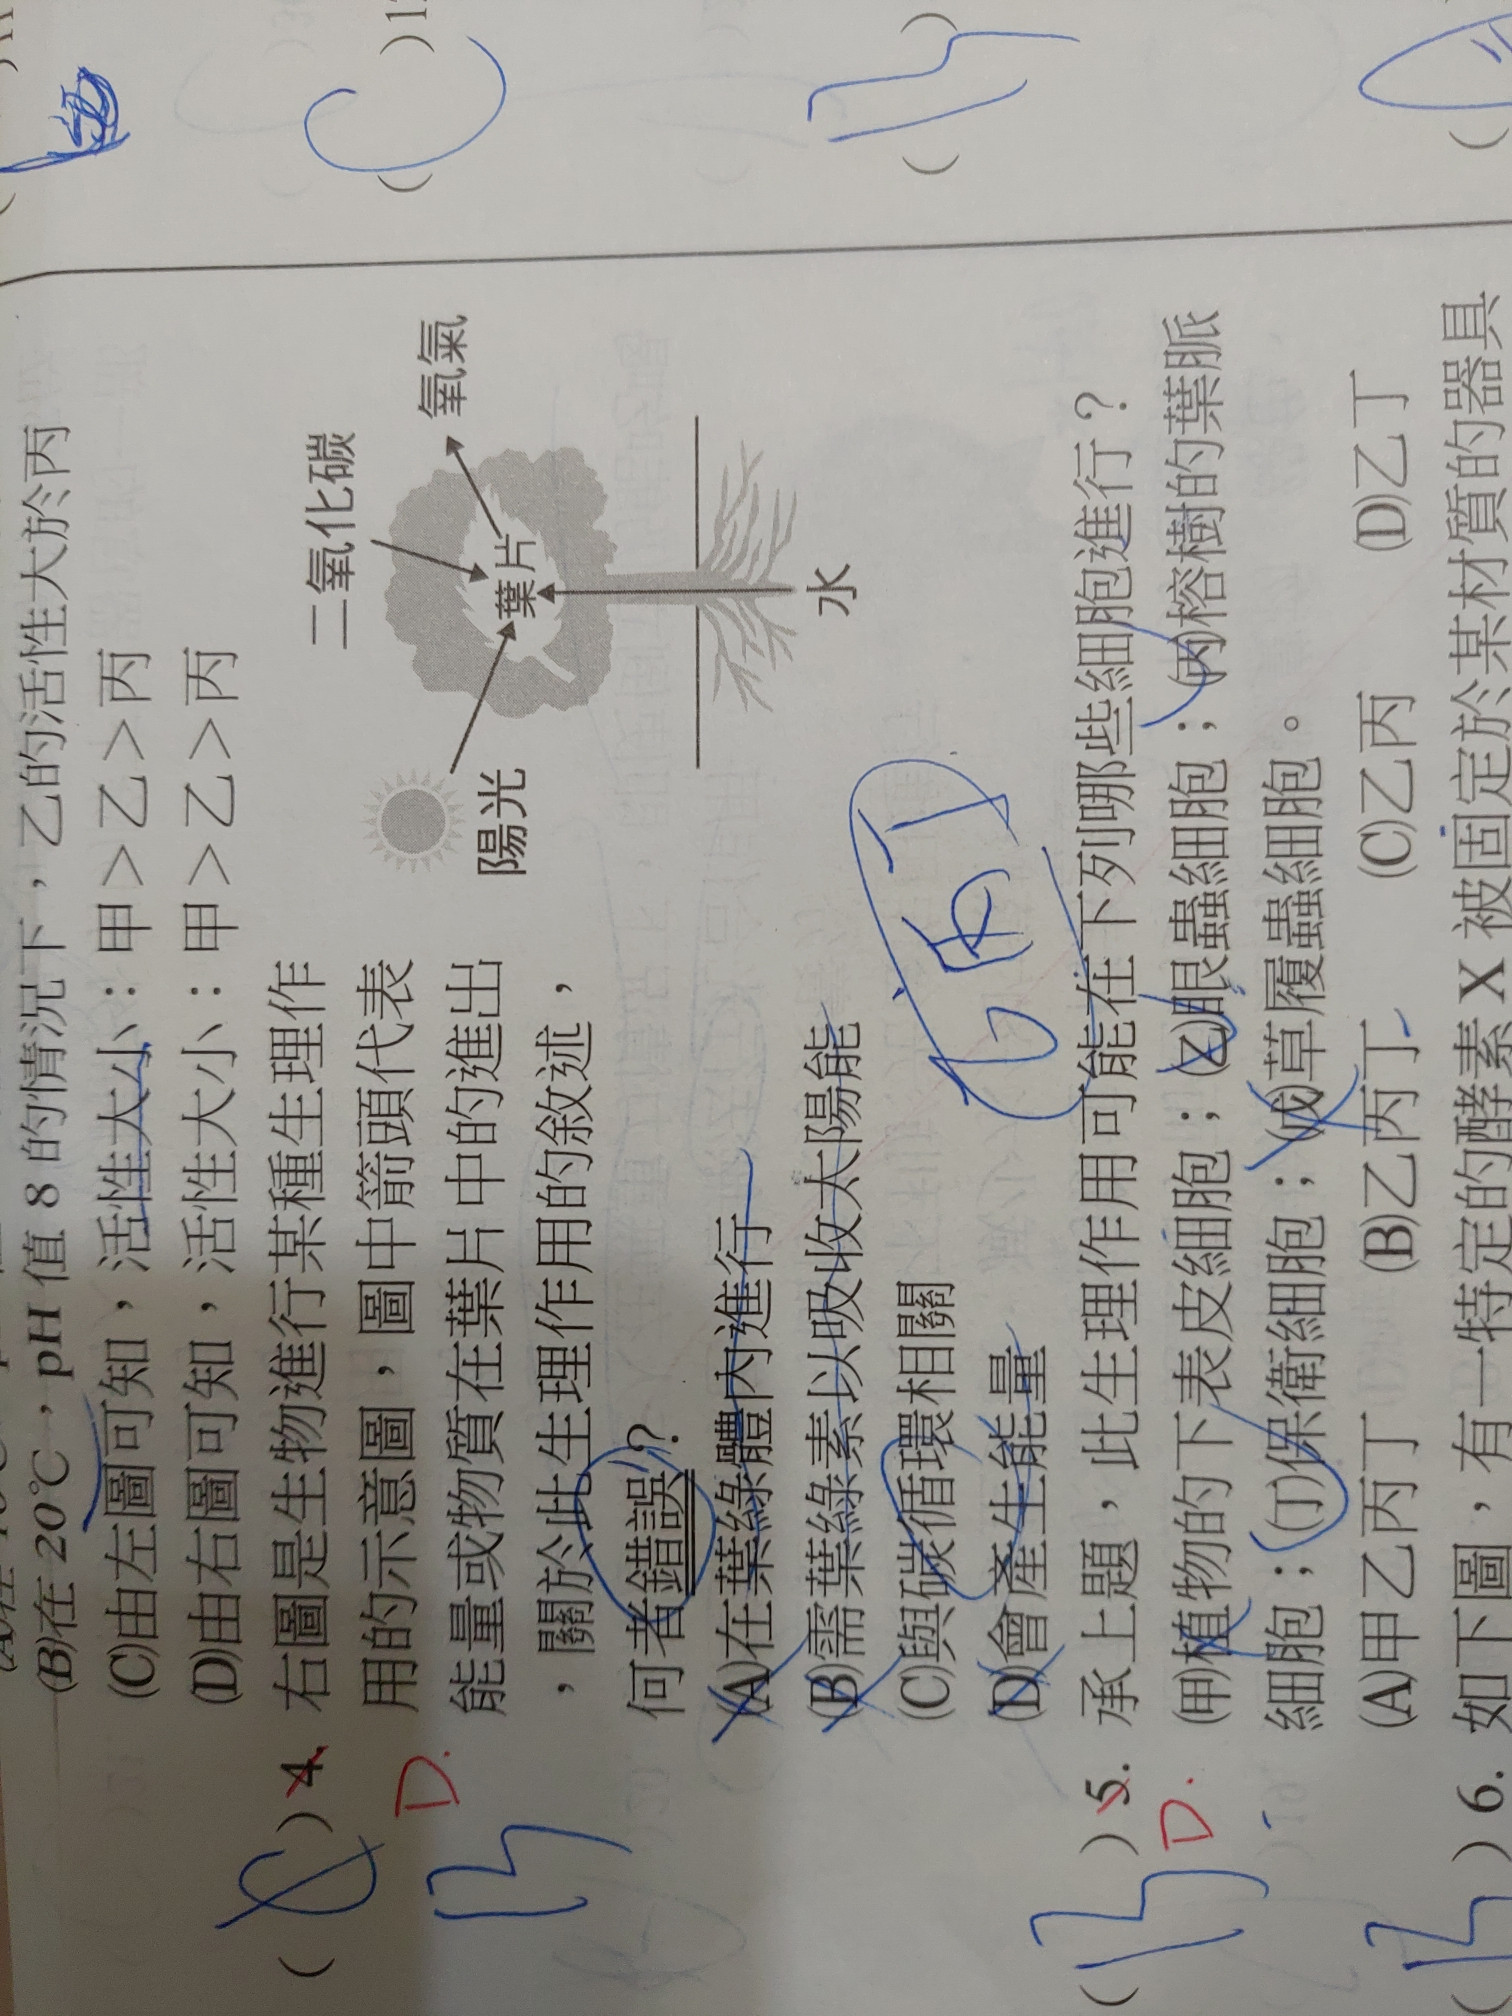 (B)在 20℃,pH 值 8 的情況下,乙的活性大於丙
(C)由左圖可知,活性大小:甲>乙>丙
(D)由右圖可知,活性大小:甲>乙>丙
( )4. 右圖是生物進行某種生理作
用的示意圖,圖中箭頭代表
能量或物質在葉片中的進出
,關於此生理作用的敘述,
何者錯誤?
二氧化碳
氧氣
陽光
葉片
水
(A)在葉綠體內進行
(B)需葉綠素以吸收太陽能
(C)與碳循環相關
(D)會產生能量
D.
乙丙丁
( )5. 承上題,此生理作用可能在下列哪些細胞進行?
(甲)植物的下表皮細胞;(乙)眼蟲細胞;(丙)榕樹的葉脈
細胞;(丁)保衛細胞;(戊)草履蟲細胞。
(A)甲乙丙丁 (B)乙丙丁 (C)乙丙 (D)乙丁
D.
( )6. 如下圖,有一特定的酵素 X 被固定於某材質的器具